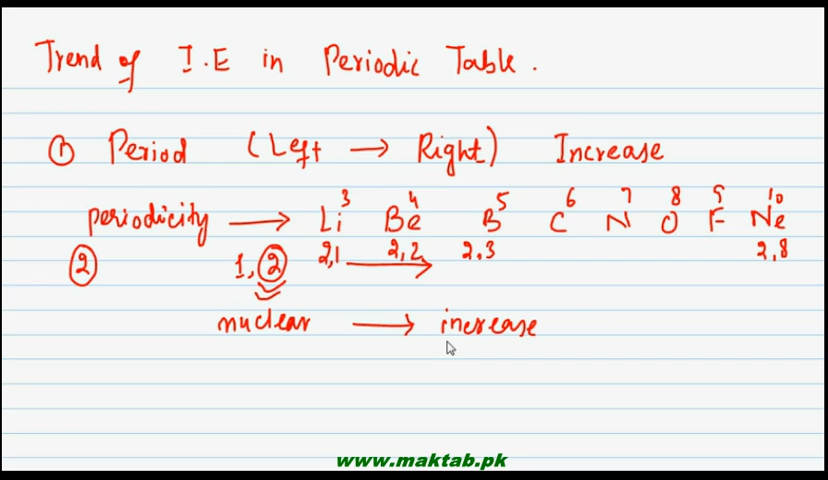 Trend of I.E in Periodic Table.
① Period (Left → Right) Increase
3 4 5 6 7 8 9 10
periodicity → Li Be B C N O F Ne
② 1, 2 2,1 → 2,2 2,3 2,8
nuclear → increase
www.maktab.pk